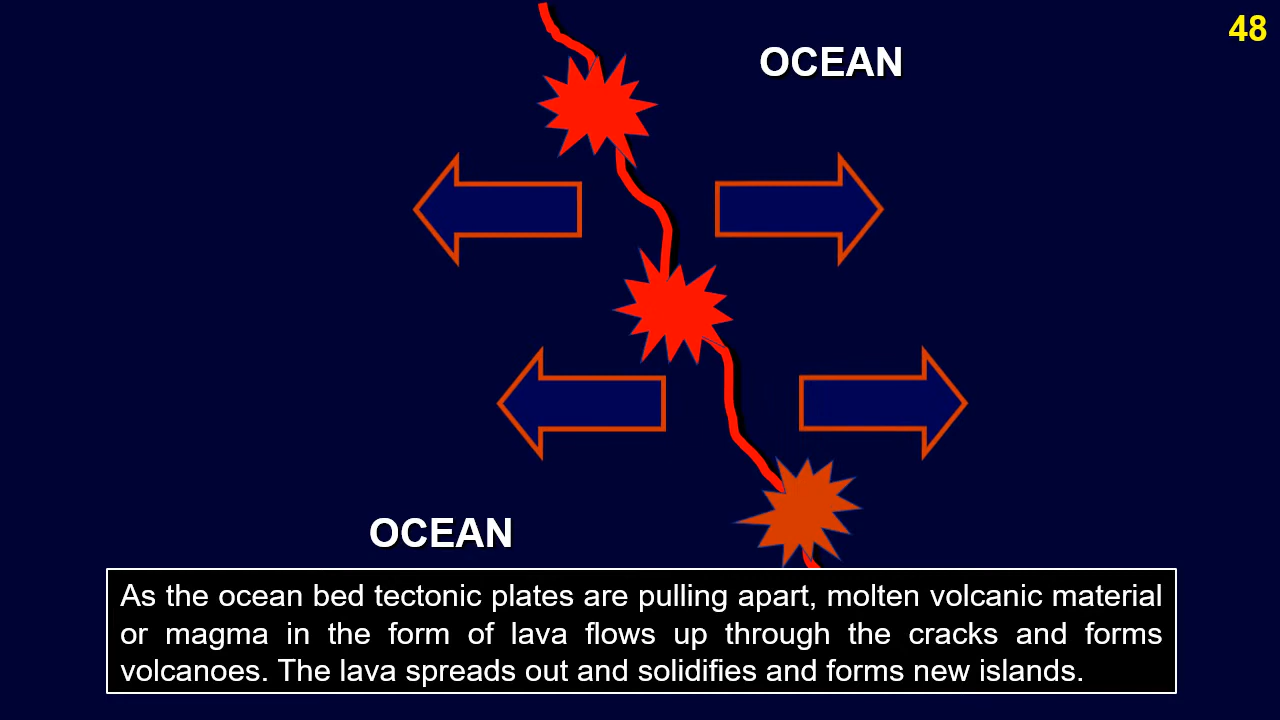 48
OCEAN
OCEAN
As the ocean bed tectonic plates are pulling apart, molten volcanic material
or magma in the form of lava flows up through the cracks and forms
volcanoes. The lava spreads out and solidifies and forms new islands.